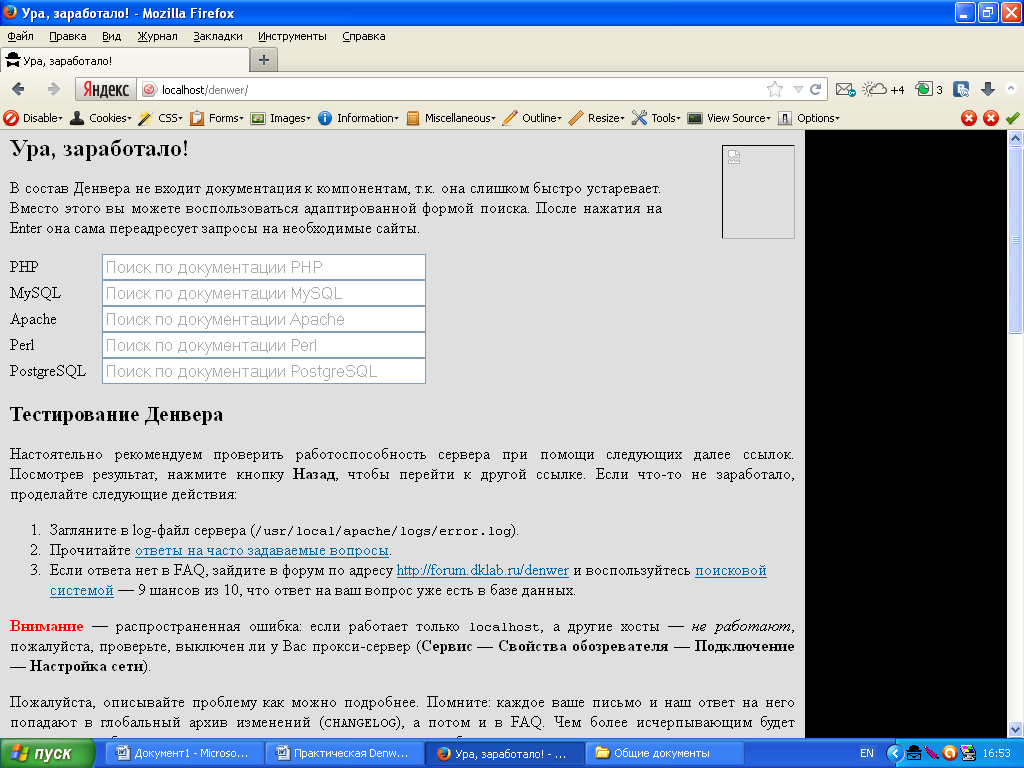 Ура, заработало! - Mozilla Firefox
Файл Правка Вид Журнал Закладки Инструменты Справка
Ура, заработало!
Яндекс localhost/denwer/ +4 3
Disable Cookies CSS Forms Images Information Miscellaneous Outline Resize Tools View Source Options
Ура, заработало!
В состав Денвера не входит документация к компонентам, т.к. она слишком быстро устаревает.
Вместо этого вы можете воспользоваться адаптированной формой поиска. После нажатия на
Enter она сама переадресует запросы на необходимые сайты.
PHP Поиск по документации PHP
MySQL Поиск по документации MySQL
Apache Поиск по документации Apache
Perl Поиск по документации Perl
PostgreSQL Поиск по документации PostgreSQL
Тестирование Денвера
Настоятельно рекомендуем проверить работоспособность сервера при помощи следующих далее ссылок.
Посмотрев результат, нажмите кнопку Назад, чтобы перейти к другой ссылке. Если что-то не заработало,
проделайте следующие действия:
1. Загляните в log-файл сервера (/usr/local/apache/logs/error.log).
2. Прочитайте ответы на часто задаваемые вопросы.
3. Если ответа нет в FAQ, зайдите в форум по адресу http://forum.dklab.ru/denwer и воспользуйтесь поисковой
системой — 9 шансов из 10, что ответ на ваш вопрос уже есть в базе данных.
Внимание — распространенная ошибка: если работает только localhost, а другие хосты — не работают,
пожалуйста, проверьте, выключен ли у Вас прокси-сервер (Сервис — Свойства обозревателя — Подключение
— Настройка сети).
Пожалуйста, описывайте проблему как можно подробнее. Помните: каждое ваше письмо и наш ответ на него
попадают в глобальный архив изменений (CHANGELOG), а потом и в FAQ. Чем более исчерпывающим будет
пуск Документ1 - Microso... Практическая Denw... Ура, заработало! - ... Общие документы EN 16:53